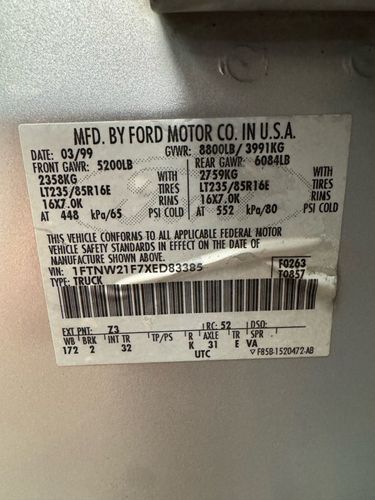 MFD. BY FORD MOTOR CO. IN U.S.A.
DATE: 03/99 GVWR: 8800LB/ 3991KG
FRONT GAWR: 5200LB REAR GAWR: 6084LB
2358KG WITH 2759KG WITH
LT235/85R16E TIRES LT235/85R16E TIRES
16X7.0K RIMS 16X7.0K RIMS
AT 448 kPa/65 PSI COLD AT 552 kPa/80 PSI COLD
THIS VEHICLE CONFORMS TO ALL APPLICABLE FEDERAL MOTOR
VEHICLE SAFETY STANDARDS IN EFFECT ON THE DATE OF
MANUFACTURE SHOWN ABOVE.
VIN: 1FTNW21F7XED83385 F0263
TYPE: TRUCK T0857
EXT PNT: Z3 RC: 52 DSO:
WB BRK INT TR TP/PS R AXLE TR SPR
172 2 32 K 31 E VA
UTC F85B-1520472-AB